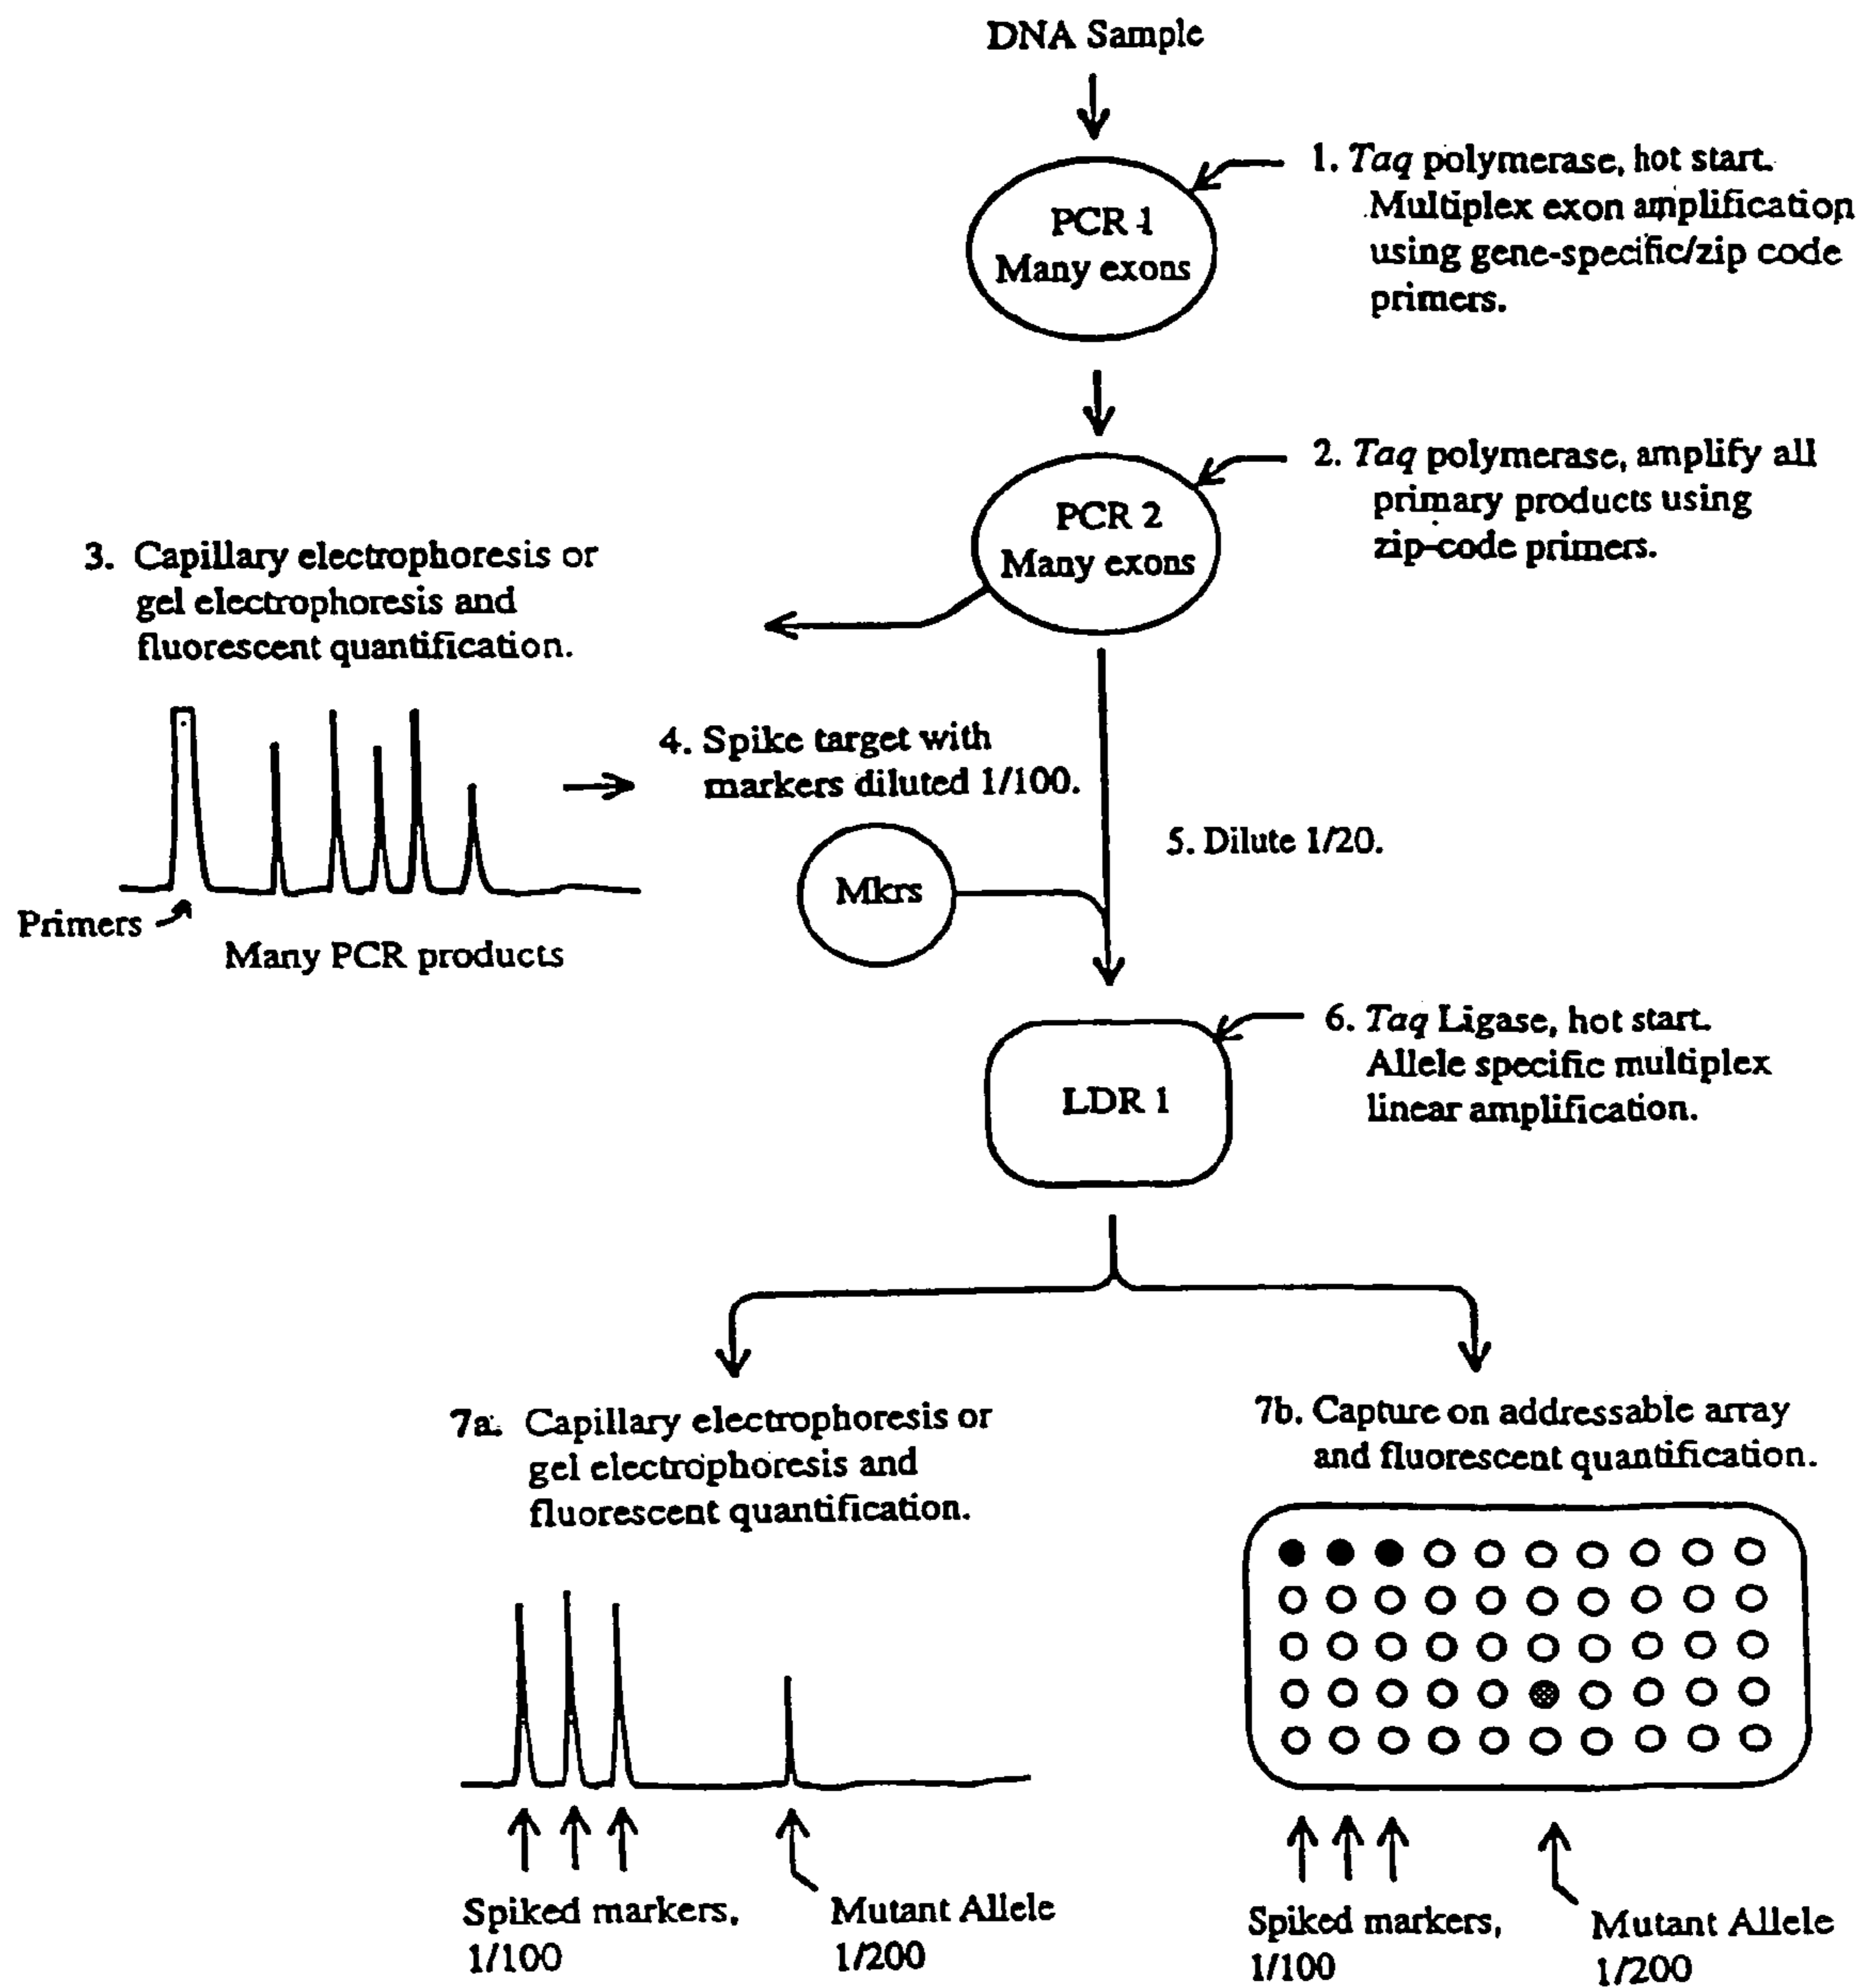 DNA Sample
1. Taq polymerase, hot start.
Multiplex exon amplification
using gene-specific/zip code
primers.
PCR 1
Many exons
2. Taq polymerase, amplify all
primary products using
zip-code primers.
PCR 2
Many exons
3. Capillary electrophoresis or
gel electrophoresis and
fluorescent quantification.
Primers
Many PCR products
4. Spike target with
markers diluted 1/100.
Mkrs
5. Dilute 1/20.
6. Taq Ligase, hot start.
Allele specific multiplex
linear amplification.
LDR 1
7a. Capillary electrophoresis or
gel electrophoresis and
fluorescent quantification.
Spiked markers,
1/100
Mutant Allele
1/200
7b. Capture on addressable array
and fluorescent quantification.
Spiked markers,
1/100
Mutant Allele
1/200